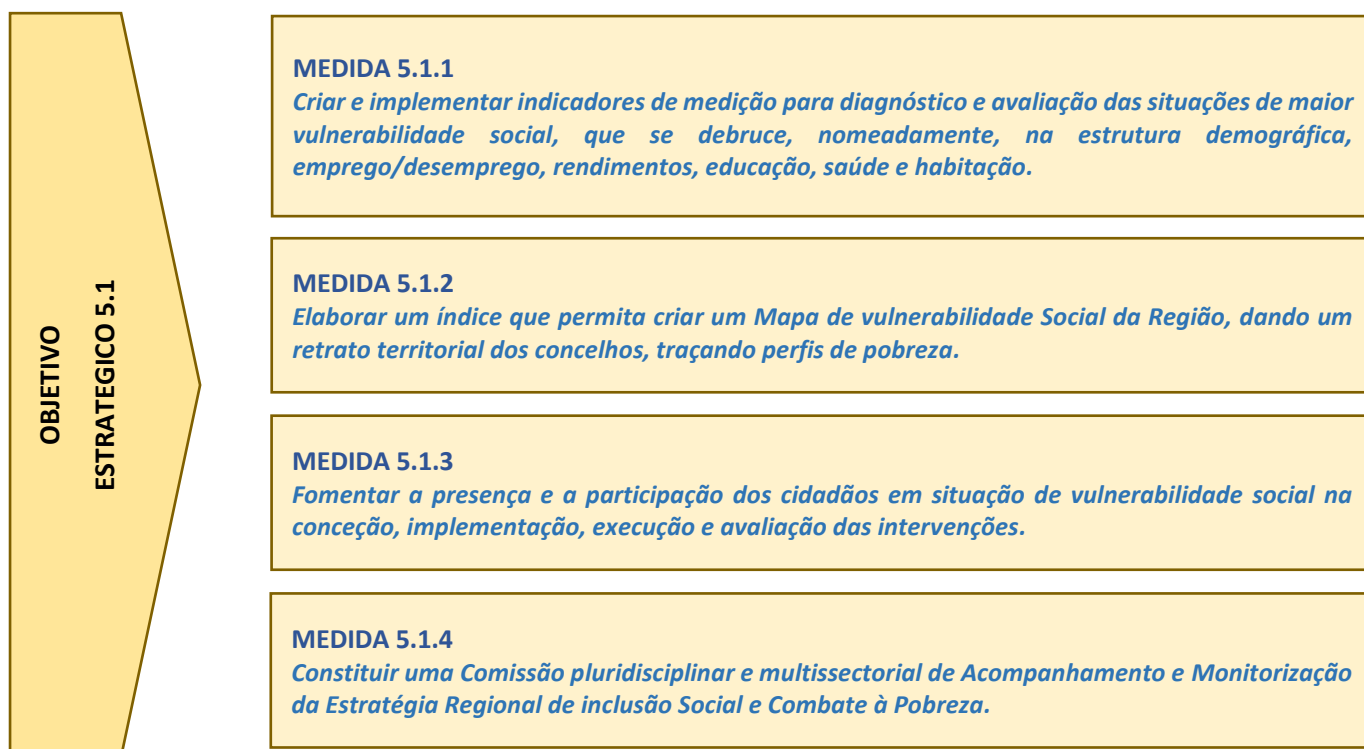 OBJETIVO
ESTRATEGICO 5.1
MEDIDA 5.1.1
Criar e implementar indicadores de medição para diagnóstico e avaliação das situações de maior
vulnerabilidade social, que se debruce, nomeadamente, na estrutura demográfica,
emprego/desemprego, rendimentos, educação, saúde e habitação.
MEDIDA 5.1.2
Elaborar um índice que permita criar um Mapa de vulnerabilidade Social da Região, dando um
retrato territorial dos concelhos, traçando perfis de pobreza.
MEDIDA 5.1.3
Fomentar a presença e a participação dos cidadãos em situação de vulnerabilidade social na
conceção, implementação, execução e avaliação das intervenções.
MEDIDA 5.1.4
Constituir uma Comissão pluridisciplinar e multissectorial de Acompanhamento e Monitorização
da Estratégia Regional de inclusão Social e Combate à Pobreza.